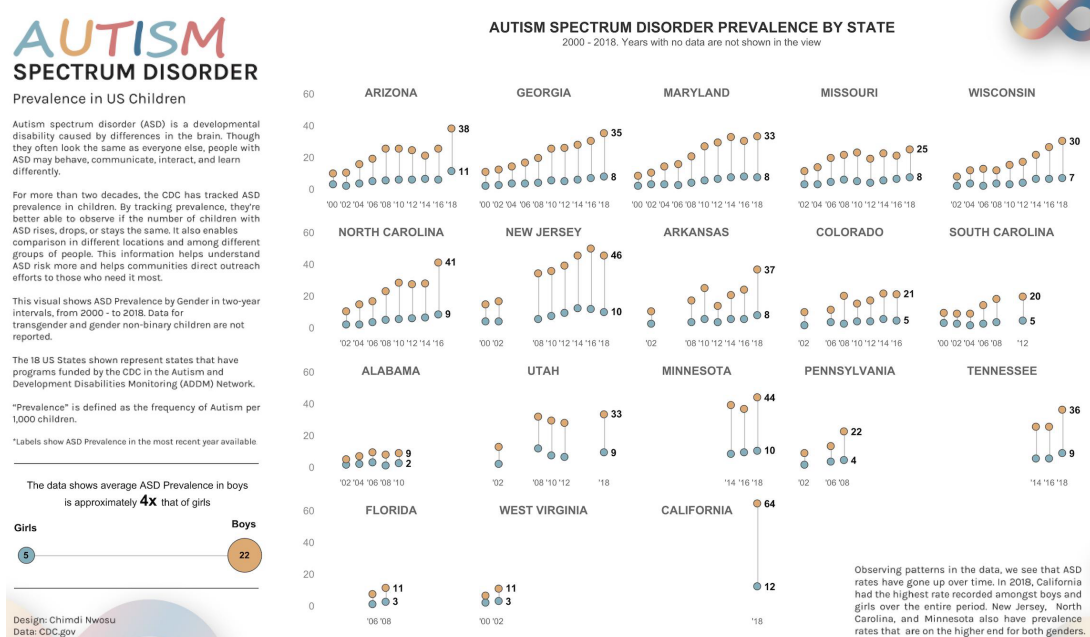 AUTISM
SPECTRUM DISORDER
Prevalence in US Children
Autism spectrum disorder (ASD) is a developmental
disability caused by differences in the brain. Though
they often look the same as everyone else, people with
ASD may behave, communicate, interact, and learn
differently.
For more than two decades, the CDC has tracked ASD
prevalence in children. By tracking prevalence, they're
better able to observe if the number of children with
ASD rises, drops, or stays the same. It also enables
comparison in different locations and among different
groups of people. This information helps understand
ASD risk more and helps communities direct outreach
efforts to those who need it most.
This visual shows ASD Prevalence by Gender in two-year
intervals, from 2000 - to 2018. Data for
transgender and gender non-binary children are not
reported.
The 18 US States shown represent states that have
programs funded by the CDC in the Autism and
Development Disabilities Monitoring (ADDM) Network.
"Prevalence" is defined as the frequency of Autism per
1,000 children.
*Labels show ASD Prevalence in the most recent year available
The data shows average ASD Prevalence in boys
is approximately 4x that of girls
Girls Boys
5 22
Design: Chimdi Nwosu
Data: CDC.gov
AUTISM SPECTRUM DISORDER PREVALENCE BY STATE
2000 - 2018. Years with no data are not shown in the view
60 ARIZONA GEORGIA MARYLAND MISSOURI WISCONSIN
40
20
0
38 35 33 25 30
11 8 8 8 7
'00 '02 '04 '06 '08 '10 '12 '14 '16 '18 '00 '02 '04 '06 '08 '10 '12 '14 '16 '18 '00 '02 '04 '06 '08 '10 '12 '14 '16 '18 '00 '02 '04 '06 '08 '10 '12 '14 '16'18 '00 '02 '04 '06 '08 '10 '12 '14 '16 '18
60 NORTH CAROLINA NEW JERSEY ARKANSAS COLORADO SOUTH CAROLINA
40
20
0
41 46 37 21 20
9 10 8 5 5
'02 '04 '06 '08 '10 '12 '14 '16 '18 '00 '02 '08 '10 '12 '14 '16 '18 '02 '08 '10 '12 '14 '16 '18 '02 '06 '08 '10 '12 '14 '16 '00 '02 '04 '06 '08 '12
60 ALABAMA UTAH MINNESOTA PENNSYLVANIA TENNESSEE
40
20
0
9 33 44 22 36
2 9 10 4 9
'02 '04 '06 '08 '10 '02 '08 '10 '12 '18 '14 '16 '18 '02 '06 '08 '14 '16 '18
60 FLORIDA WEST VIRGINIA CALIFORNIA
40
20
0
11 11 64
3 3 12
'06 '08 '00 '02 '18
Observing patterns in the data, we see that ASD
rates have gone up over time. In 2018, California
had the highest rate recorded amongst boys and
girls over the entire period. New Jersey, North
Carolina, and Minnesota also have prevalence
rates that are on the higher end for both genders.